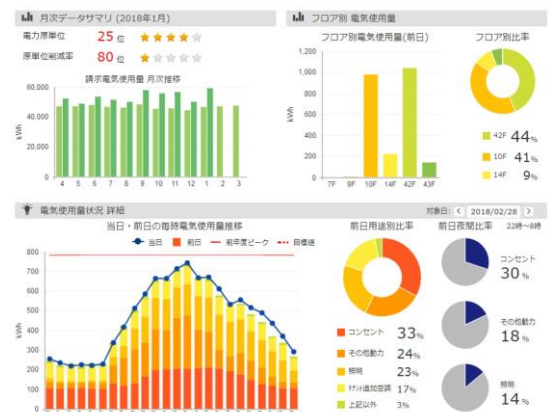 月次データサマリ (2018年1月)
電力原単位 25 位
原単位削減率 80 位
請求電気使用量 月次推移
60,000
40,000
20,000
0
kWh
4 5 6 7 8 9 10 11 12 1 2 3
フロア別 電気使用量
フロア別電気使用量(前日)
1,200
1,000
800
600
400
200
0
kWh
7F 9F 10F 14F 42F 43F
フロア別比率
42F 44%
10F 41%
14F 9%
電気使用量状況 詳細
対象日: < 2018/02/28 >
当日・前日の毎時電気使用量推移
当日 前日 前年度ピーク 目標値
800
700
600
500
400
300
200
100
kWh
前日用途別比率
コンセント 33%
その他動力 24%
照明 23%
テナント追加空調 17%
上記以外 3%
前日夜間比率 22時~8時
コンセント
30%
その他動力
18%
照明
14%